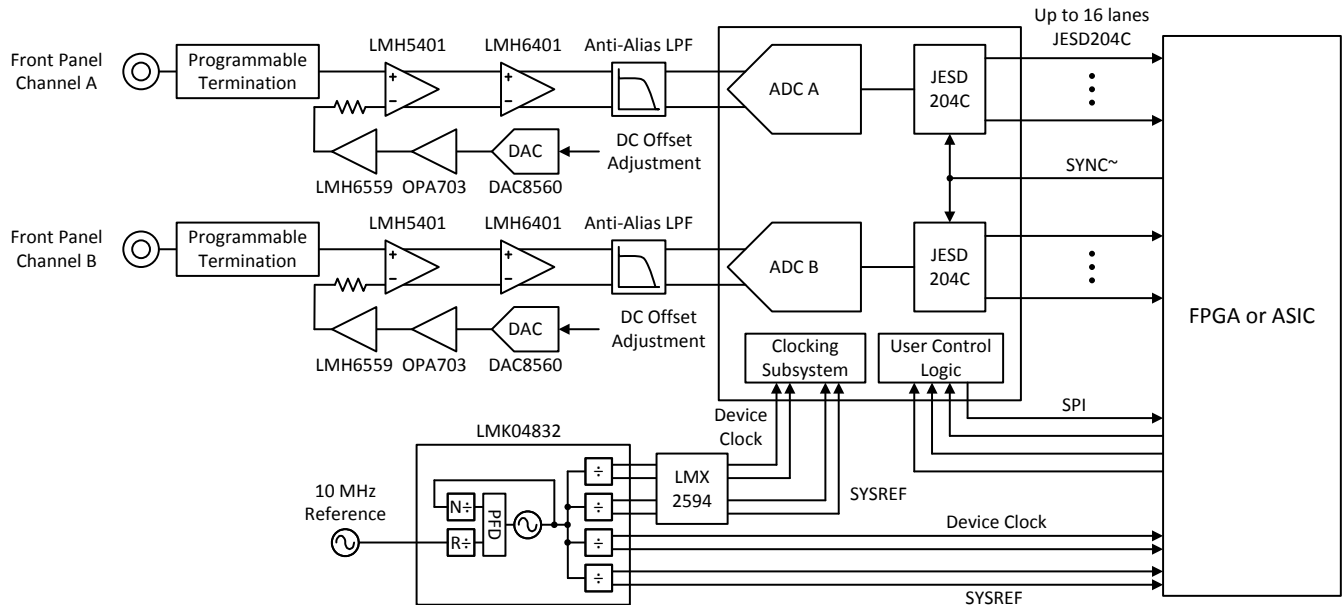 Up to 16 lanes
JESD204C
Front Panel
Channel A
Programmable
Termination
LMH5401
LMH6401
Anti-Alias LPF
+
−
+
−
ADC A
JESD
204C
LMH6559
OPA703
DAC
DAC8560
DC Offset
Adjustment
SYNC~
Front Panel
Channel B
Programmable
Termination
LMH5401
LMH6401
Anti-Alias LPF
+
−
+
−
ADC B
JESD
204C
FPGA or ASIC
LMH6559
OPA703
DAC
DAC8560
DC Offset
Adjustment
Clocking
Subsystem
User Control
Logic
SPI
Device
Clock
LMK04832
10 MHz
Reference
N÷
R÷
PFD
÷
÷
÷
÷
LMX
2594
SYSREF
Device Clock
SYSREF